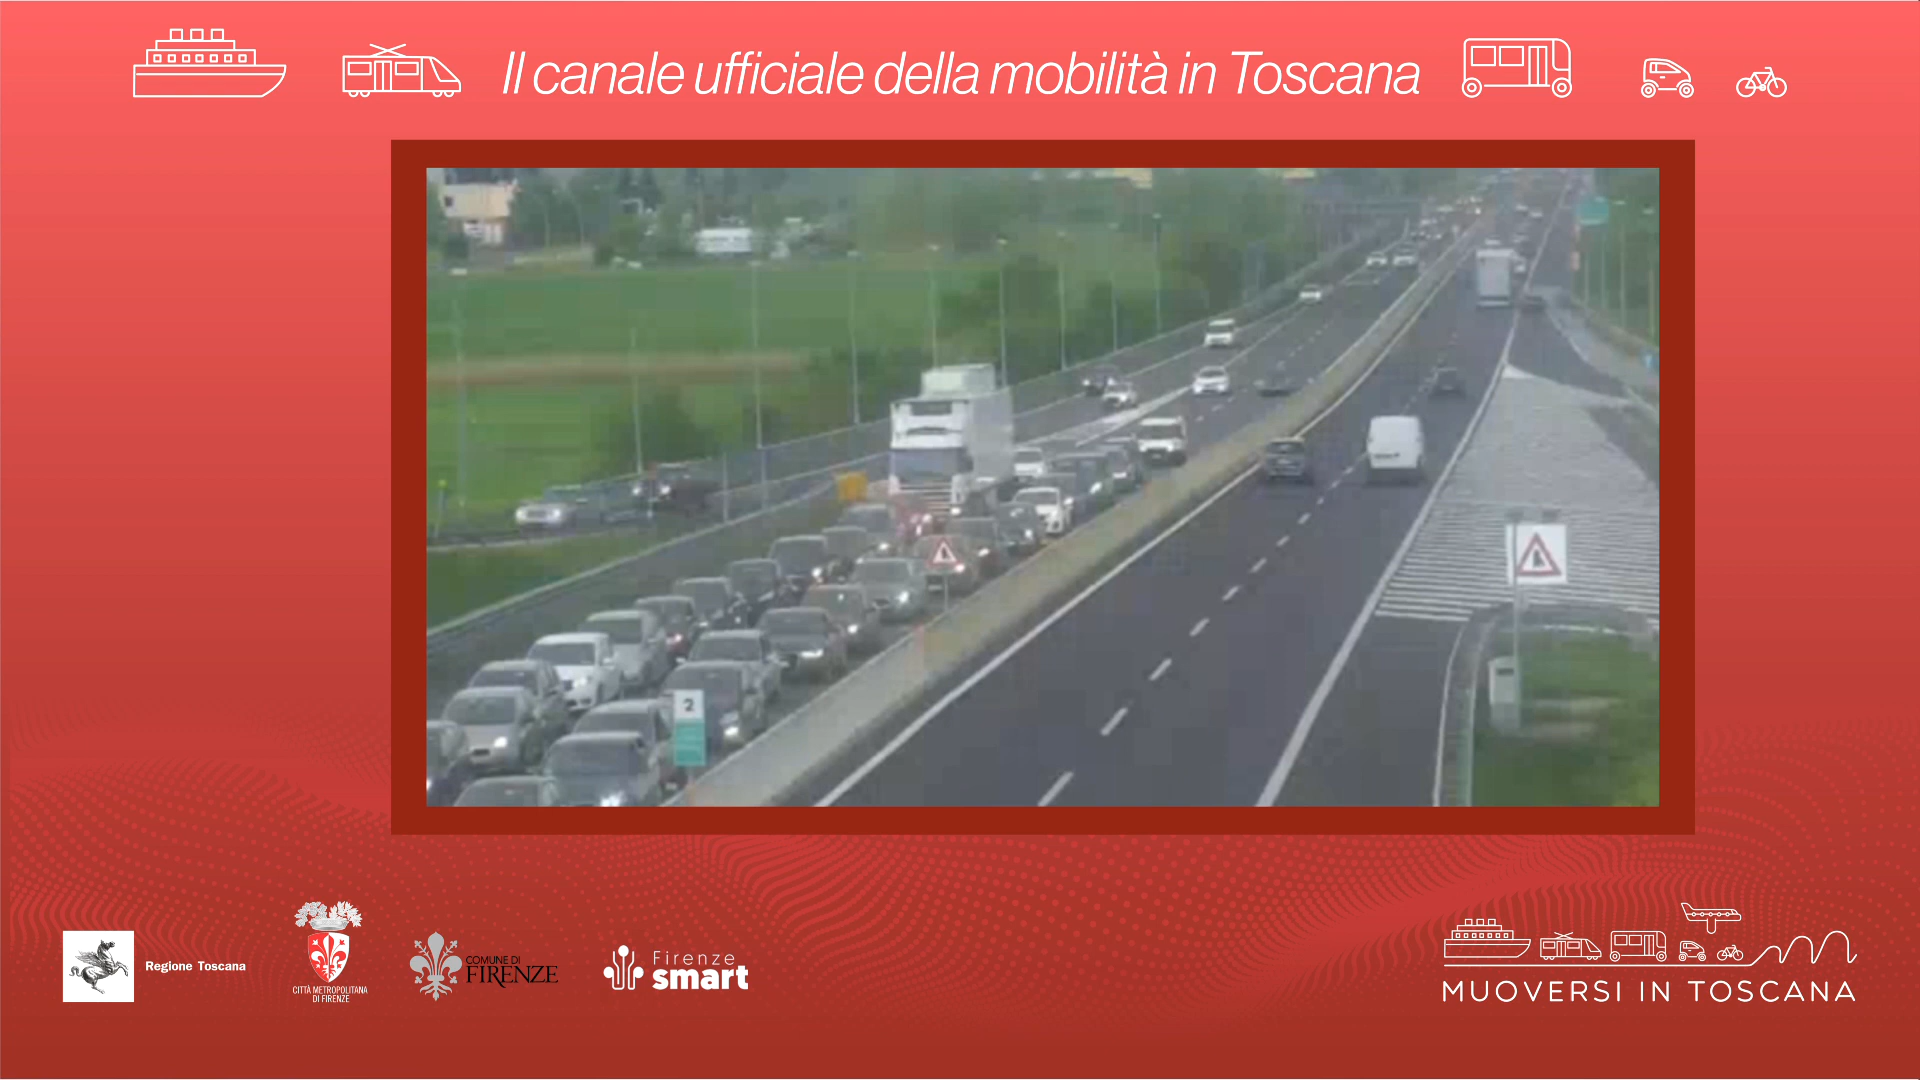 Il canale ufficiale della mobilità in Toscana
2
Regione Toscana
CITTÀ METROPOLITANA
DI FIRENZE
COMUNE DI
FIRENZE
Firenze
smart
MUOVERSI IN TOSCANA